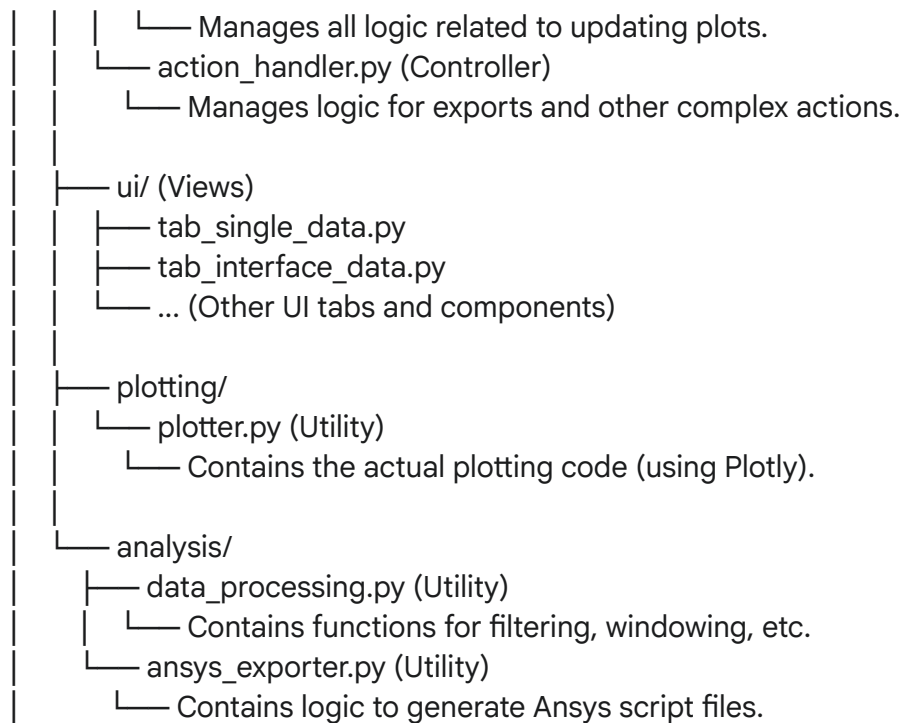 │ │ │ └── Manages all logic related to updating plots.
│ │ └── action_handler.py (Controller)
│ │ └── Manages logic for exports and other complex actions.
│ │
│ ├── ui/ (Views)
│ │ ├── tab_single_data.py
│ │ ├── tab_interface_data.py
│ │ └── ... (Other UI tabs and components)
│ │
│ ├── plotting/
│ │ └── plotter.py (Utility)
│ │ └── Contains the actual plotting code (using Plotly).
│ │
│ └── analysis/
│ ├── data_processing.py (Utility)
│ │ └── Contains functions for filtering, windowing, etc.
│ └── ansys_exporter.py (Utility)
│ └── Contains logic to generate Ansys script files.